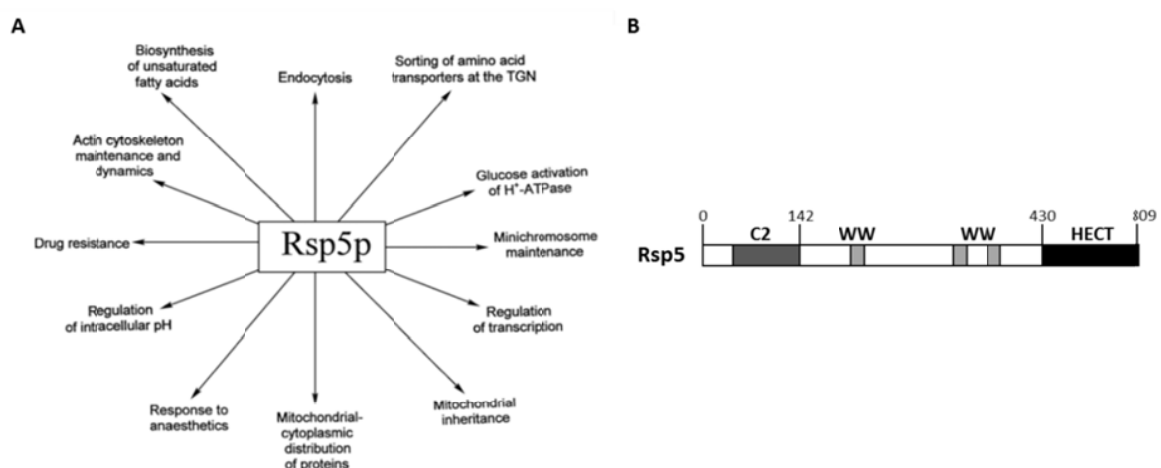 A
Biosynthesis
of unsaturated
fatty acids
Endocytosis
Sorting of amino acid
transporters at the TGN
Actin cytoskeleton
maintenance and
dynamics
Glucose activation
of H⁺-ATPase
Drug resistance
Rsp5p
Minichromosome
maintenance
Regulation
of intracellular pH
Regulation
of transcription
Response to
anaesthetics
Mitochondrial-
cytoplasmic
distribution
of proteins
Mitochondrial
inheritance
B
0 142 430 809
C2 WW WW HECT
Rsp5